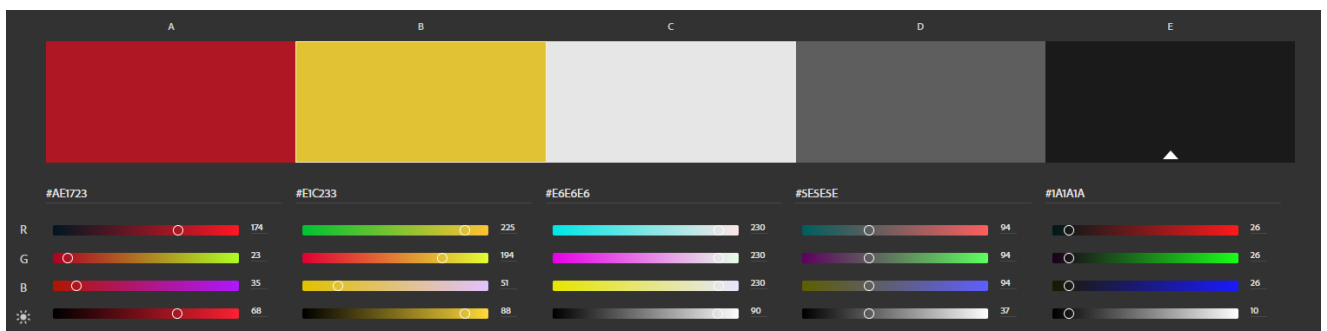 A B C D E
#AE1723 #E1C233 #E6E6E6 #5E5E5E #1A1A1A
R 174 225 230 94 26
G 23 194 230 94 26
B 35 51 230 94 26
68 88 90 37 10